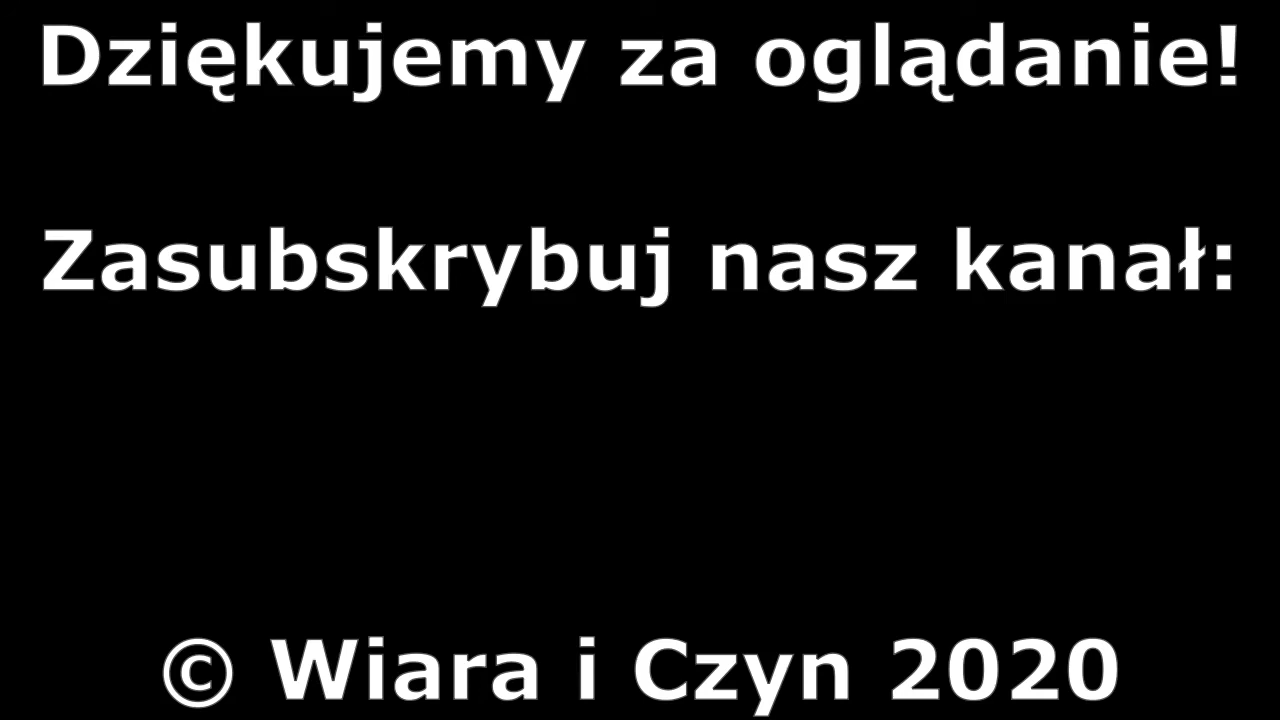 Dziękujemy za oglądanie!
Zasubskrybuj nasz kanał:
© Wiara i Czyn 2020